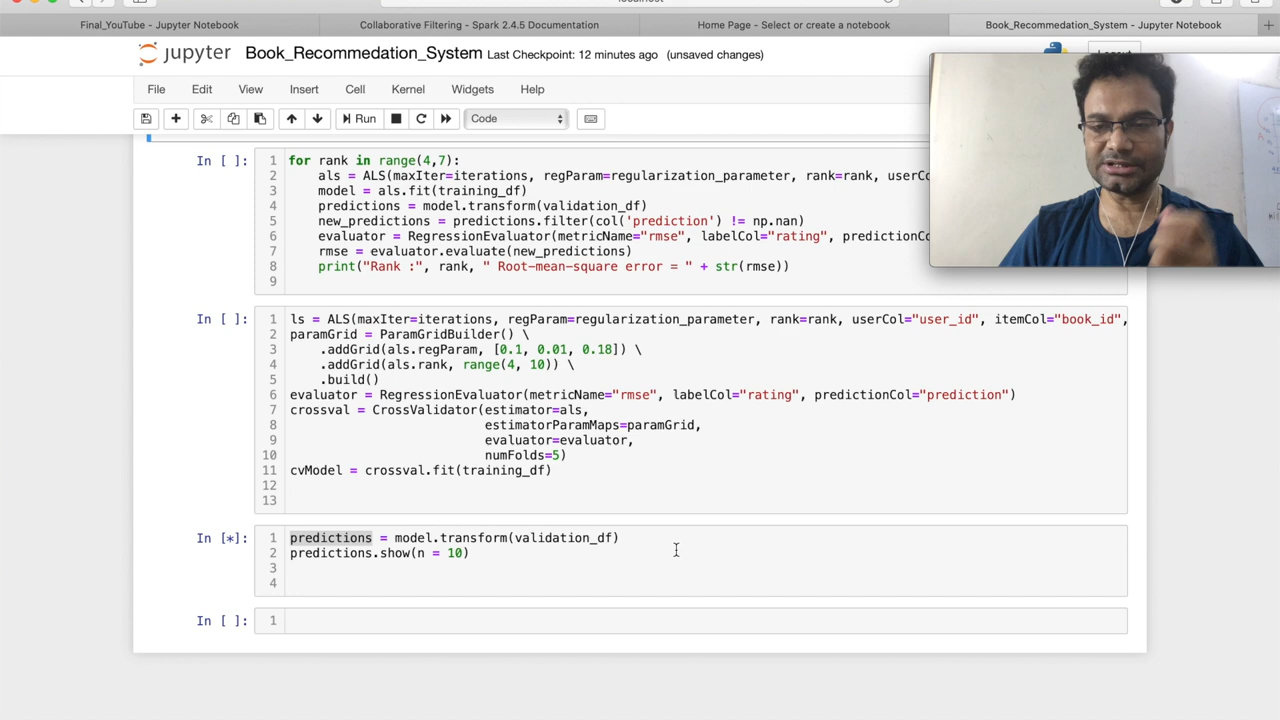 localhost
Final_YouTube - Jupyter Notebook
Collaborative Filtering - Spark 2.4.5 Documentation
Home Page - Select or create a notebook
Book_Recommedation_System - Jupyter Notebook
jupyter Book_Recommedation_System Last Checkpoint: 12 minutes ago (unsaved changes)
Logout
File Edit View Insert Cell Kernel Widgets Help
Run Code
In [ ]:
1 for rank in range(4,7):
2 als = ALS(maxIter=iterations, regParam=regularization_parameter, rank=rank, userCo
3 model = als.fit(training_df)
4 predictions = model.transform(validation_df)
5 new_predictions = predictions.filter(col('prediction') != np.nan)
6 evaluator = RegressionEvaluator(metricName="rmse", labelCol="rating", predictionCo
7 rmse = evaluator.evaluate(new_predictions)
8 print("Rank :", rank, " Root-mean-square error = " + str(rmse))
9
In [ ]:
1 ls = ALS(maxIter=iterations, regParam=regularization_parameter, rank=rank, userCol="user_id", itemCol="book_id",
2 paramGrid = ParamGridBuilder() \
3 .addGrid(als.regParam, [0.1, 0.01, 0.18]) \
4 .addGrid(als.rank, range(4, 10)) \
5 .build()
6 evaluator = RegressionEvaluator(metricName="rmse", labelCol="rating", predictionCol="prediction")
7 crossval = CrossValidator(estimator=als,
8 estimatorParamMaps=paramGrid,
9 evaluator=evaluator,
10 numFolds=5)
11 cvModel = crossval.fit(training_df)
12
13
In [*]:
1 predictions = model.transform(validation_df)
2 predictions.show(n = 10)
3
4
In [ ]:
1